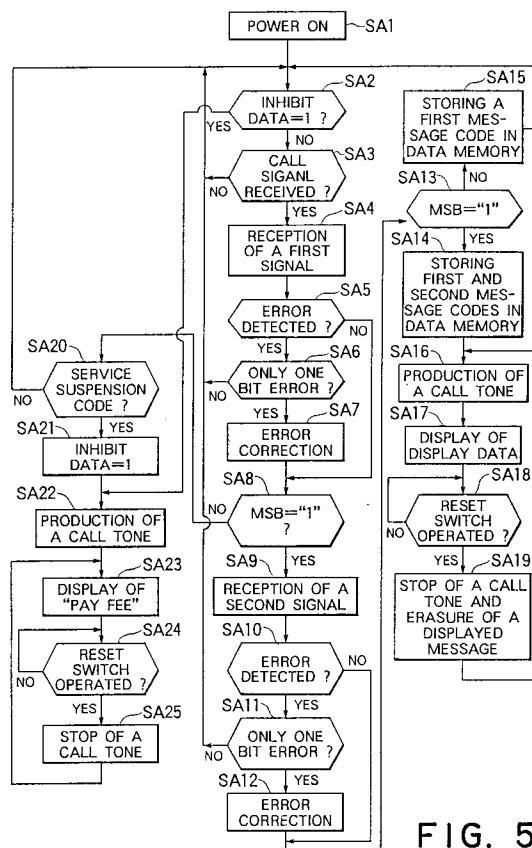 POWER ON
SA1
SA2
INHIBIT
DATA=1 ?
YES
NO
SA3
CALL
SIGANL
RECEIVED ?
NO
YES
SA4
RECEPTION
OF A FIRST
SIGNAL
SA5
ERROR
DETECTED ?
NO
YES
SA6
ONLY ONE
BIT ERROR ?
NO
YES
SA7
ERROR
CORRECTION
SA8
MSB="1"
?
NO
YES
SA9
RECEPTION OF A
SECOND SIGNAL
SA10
ERROR
DETECTED ?
NO
YES
SA11
ONLY ONE
BIT ERROR ?
NO
YES
SA12
ERROR
CORRECTION
SA20
SERVICE
SUSPENSION
CODE ?
NO
YES
SA21
INHIBIT
DATA=1
SA22
PRODUCTION OF
A CALL TONE
SA23
DISPLAY OF
"PAY FEE"
SA24
RESET
SWITCH
OPERATED ?
NO
YES
SA25
STOP OF A
CALL TONE
SA15
STORING A
FIRST MES-
SAGE CODE IN
DATA MEMORY
SA13
NO
MSB="1"
YES
SA14
STORING
FIRST AND
SECOND MES-
SAGE CODES IN
DATA MEMORY
SA16
PRODUCTION OF
A CALL TONE
SA17
DISPLAY OF
DISPLAY DATA
SA18
RESET
SWITCH
OPERATED ?
NO
YES
SA19
STOP OF A CALL
TONE AND
ERASURE OF A
DISPLAYED
MESSAGE
FIG. 5